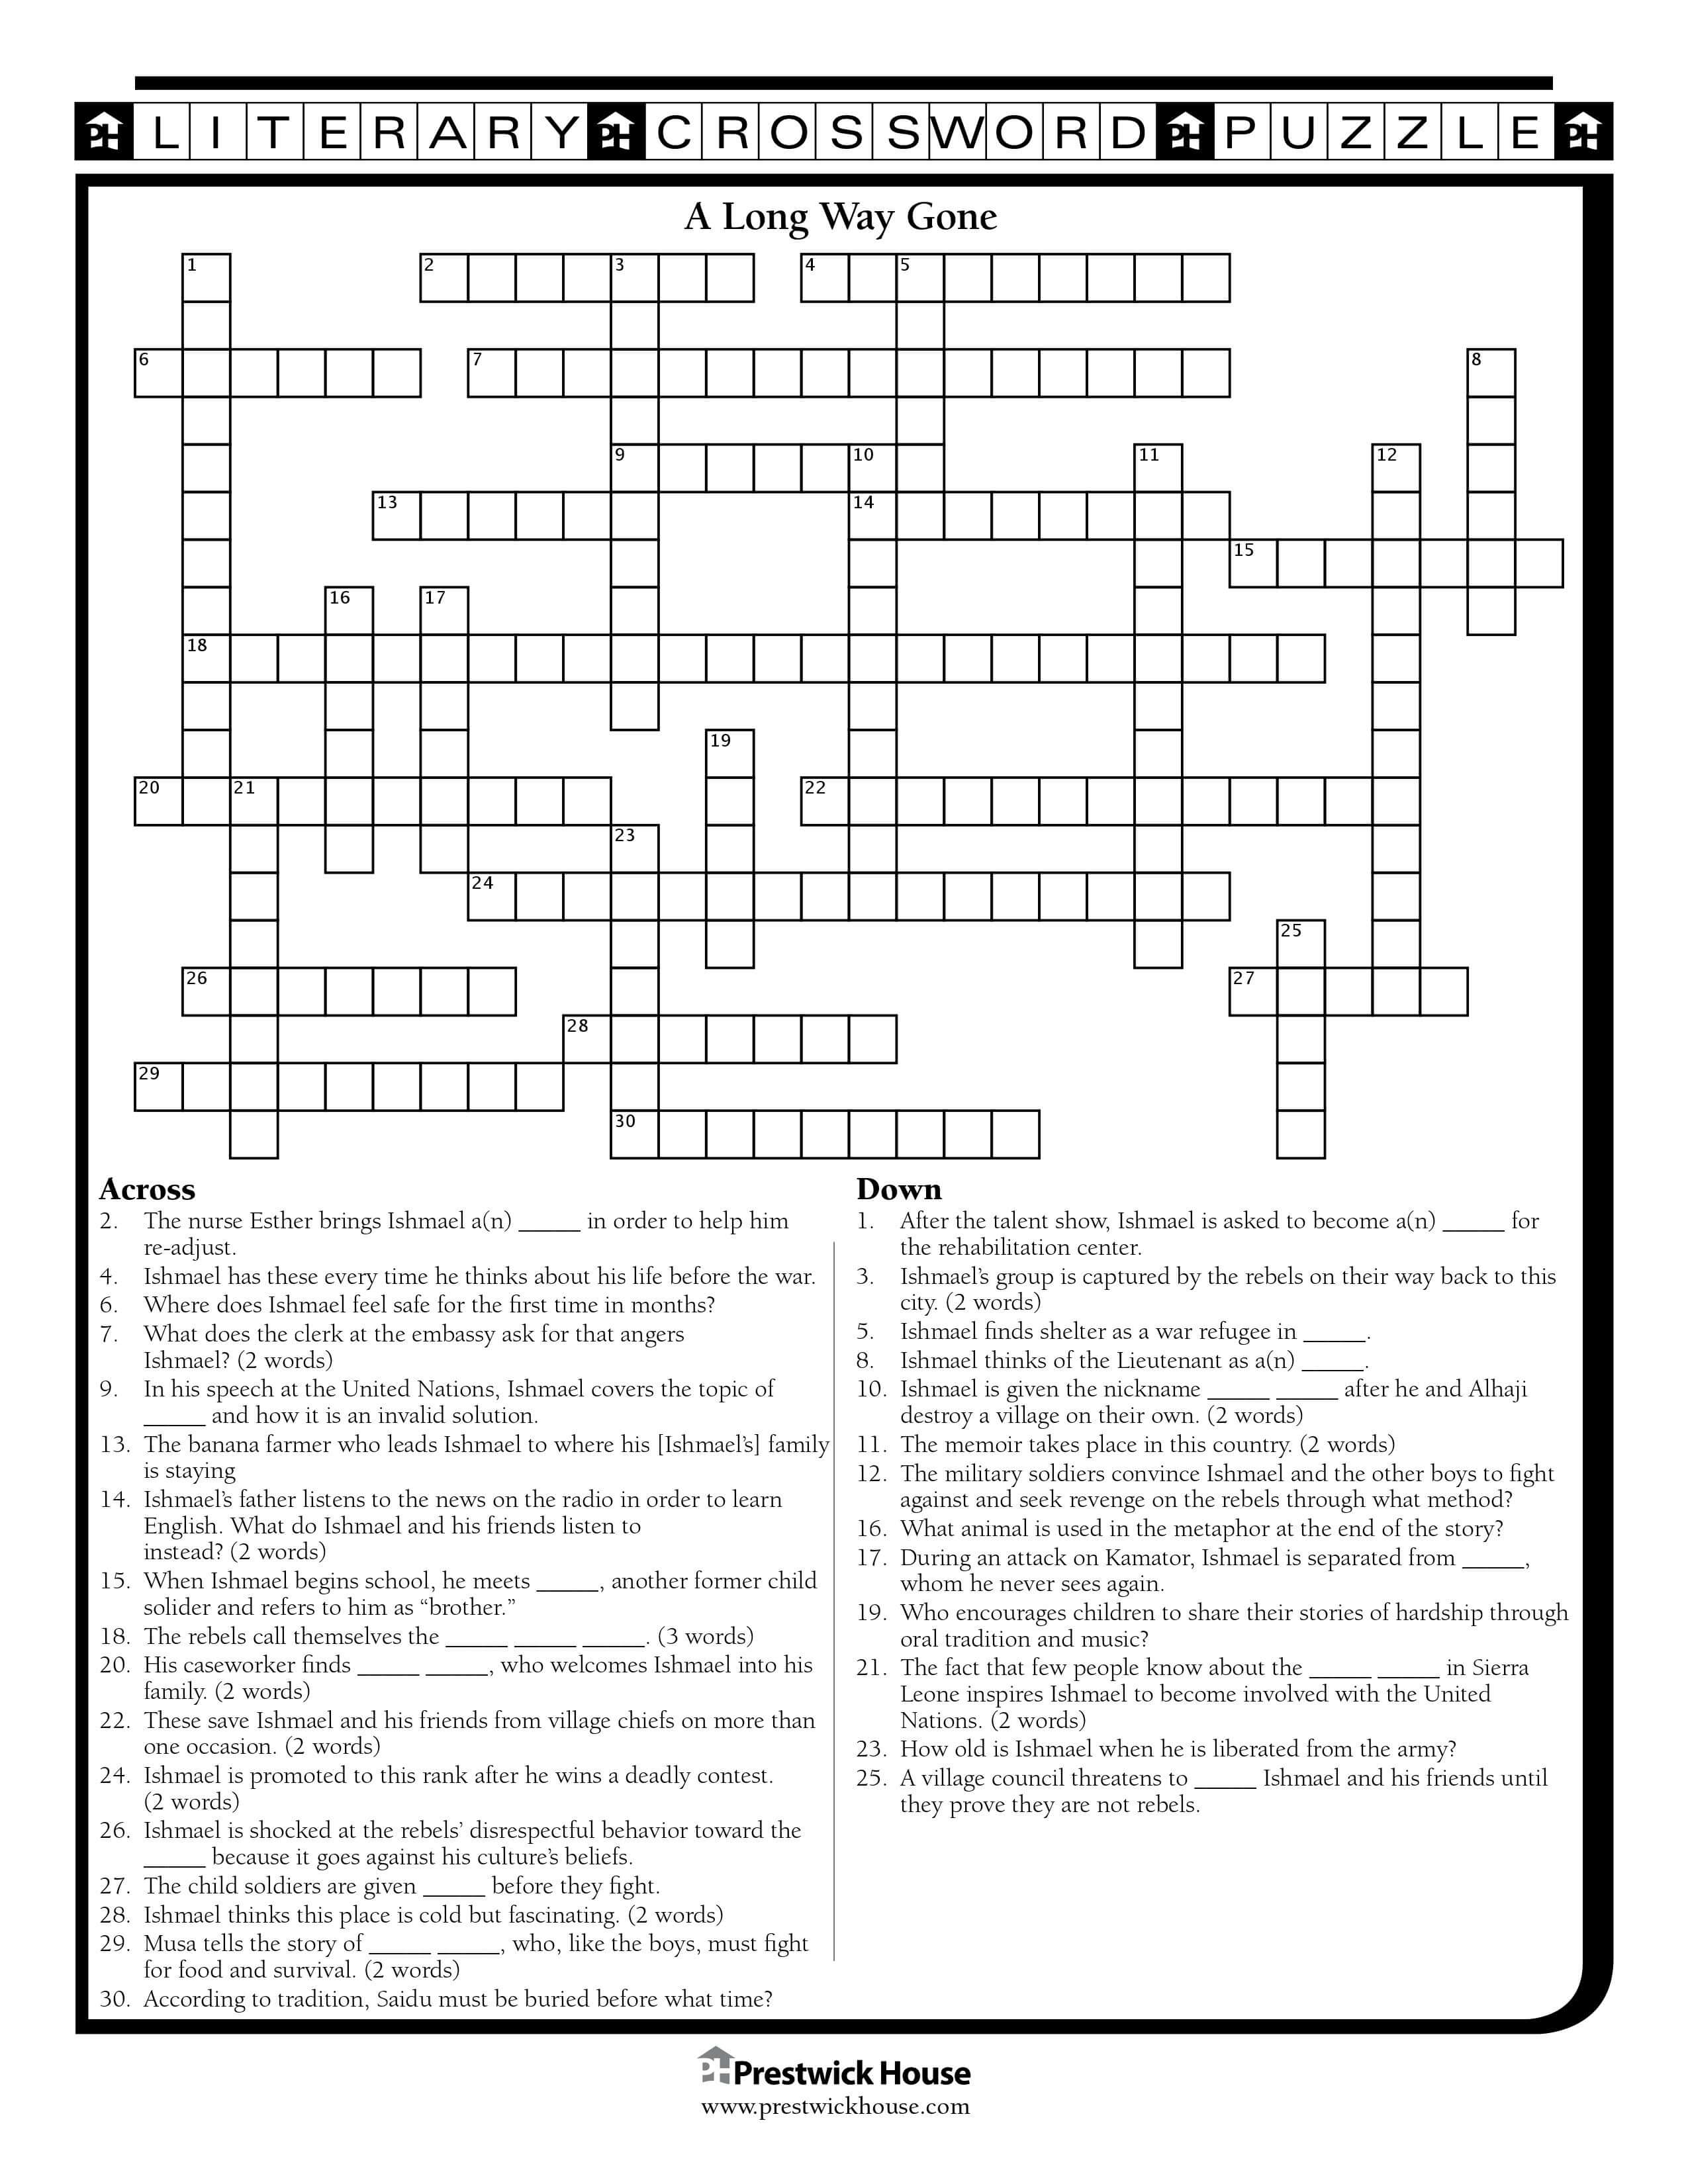 PH LITERARY PH CROSSWORD PH PUZZLE PH
A Long Way Gone
1 2 3 4 5
6 7 8
9 10 11 12
13 14
15
16 17
18
19
20 21 22
23
24
25
26 27
28
29
30
Across
2. The nurse Esther brings Ishmael a(n) _____ in order to help him
re-adjust.
4. Ishmael has these every time he thinks about his life before the war.
6. Where does Ishmael feel safe for the first time in months?
7. What does the clerk at the embassy ask for that angers
Ishmael? (2 words)
9. In his speech at the United Nations, Ishmael covers the topic of
_____ and how it is an invalid solution.
13. The banana farmer who leads Ishmael to where his [Ishmael’s] family
is staying
14. Ishmael’s father listens to the news on the radio in order to learn
English. What do Ishmael and his friends listen to
instead? (2 words)
15. When Ishmael begins school, he meets _____, another former child
solider and refers to him as “brother.”
18. The rebels call themselves the _____ _____ _____. (3 words)
20. His caseworker finds _____ _____, who welcomes Ishmael into his
family. (2 words)
22. These save Ishmael and his friends from village chiefs on more than
one occasion. (2 words)
24. Ishmael is promoted to this rank after he wins a deadly contest.
(2 words)
26. Ishmael is shocked at the rebels’ disrespectful behavior toward the
_____ because it goes against his culture’s beliefs.
27. The child soldiers are given _____ before they fight.
28. Ishmael thinks this place is cold but fascinating. (2 words)
29. Musa tells the story of _____ _____, who, like the boys, must fight
for food and survival. (2 words)
30. According to tradition, Saidu must be buried before what time?
Down
1. After the talent show, Ishmael is asked to become a(n) _____ for
the rehabilitation center.
3. Ishmael’s group is captured by the rebels on their way back to this
city. (2 words)
5. Ishmael finds shelter as a war refugee in _____.
8. Ishmael thinks of the Lieutenant as a(n) _____.
10. Ishmael is given the nickname _____ _____ after he and Alhaji
destroy a village on their own. (2 words)
11. The memoir takes place in this country. (2 words)
12. The military soldiers convince Ishmael and the other boys to fight
against and seek revenge on the rebels through what method?
16. What animal is used in the metaphor at the end of the story?
17. During an attack on Kamator, Ishmael is separated from _____,
whom he never sees again.
19. Who encourages children to share their stories of hardship through
oral tradition and music?
21. The fact that few people know about the _____ _____ in Sierra
Leone inspires Ishmael to become involved with the United
Nations. (2 words)
23. How old is Ishmael when he is liberated from the army?
25. A village council threatens to _____ Ishmael and his friends until
they prove they are not rebels.
PH Prestwick House
www.prestwickhouse.com